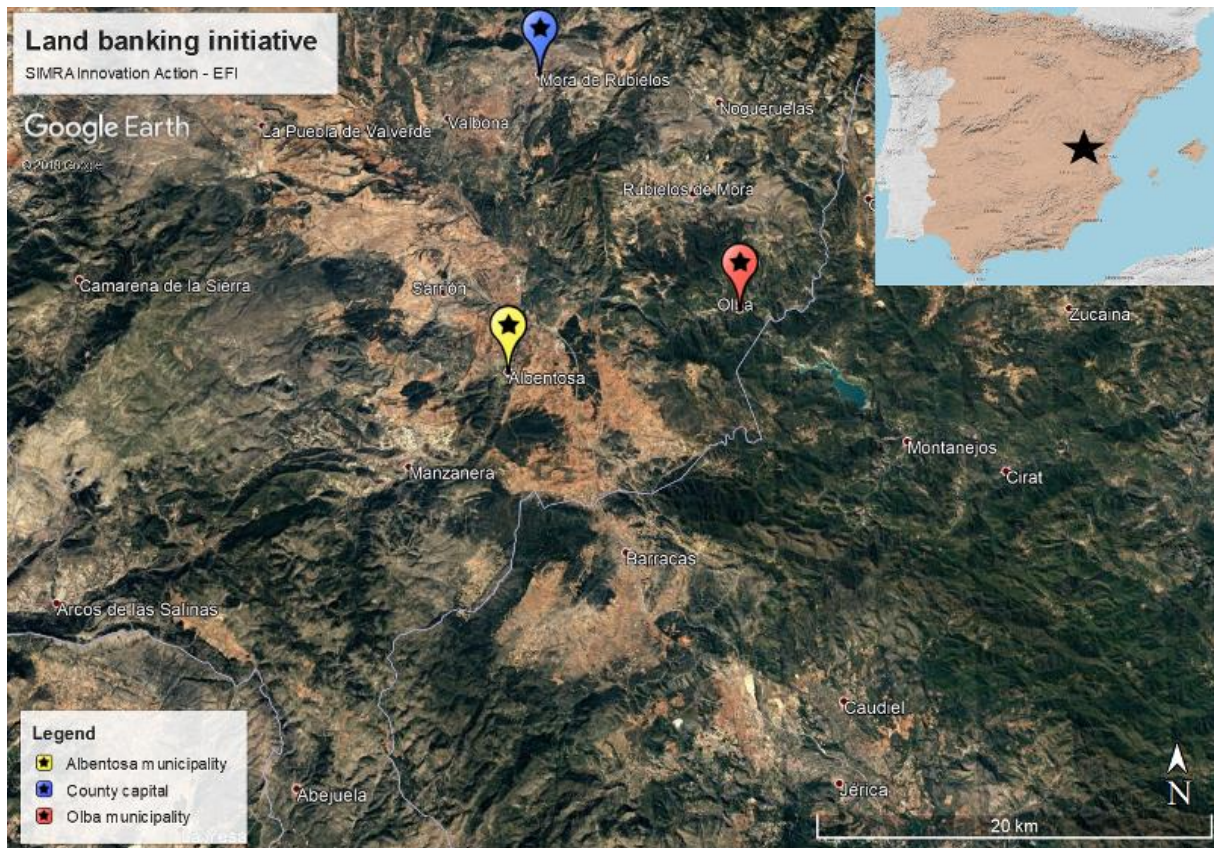 Land banking initiative
SIMRA Innovation Action - EFI
Google Earth
Mora de Rubielos
Nogueruelas
La Puebla de Valverde
Valbona
Rubielos de Mora
Camarena de la Sierra
Sarrión
Olba
Zucaina
Albentosa
Montanejos
Manzanera
Cirat
Barracas
Arcos de las Salinas
Caudiel
Legend
Albentosa municipality
County capital
Olba municipality
Abejuela
Jérica
N
20 km